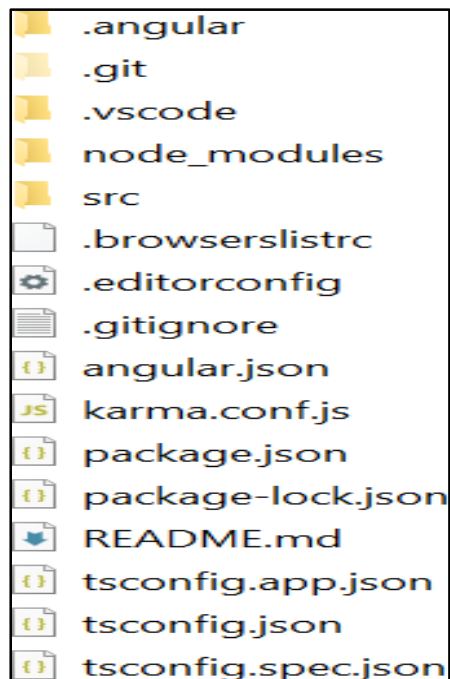 .angular
.git
.vscode
node_modules
src
.browserslistrc
.editorconfig
.gitignore
angular.json
JS karma.conf.js
package.json
package-lock.json
README.md
tsconfig.app.json
tsconfig.json
tsconfig.spec.json